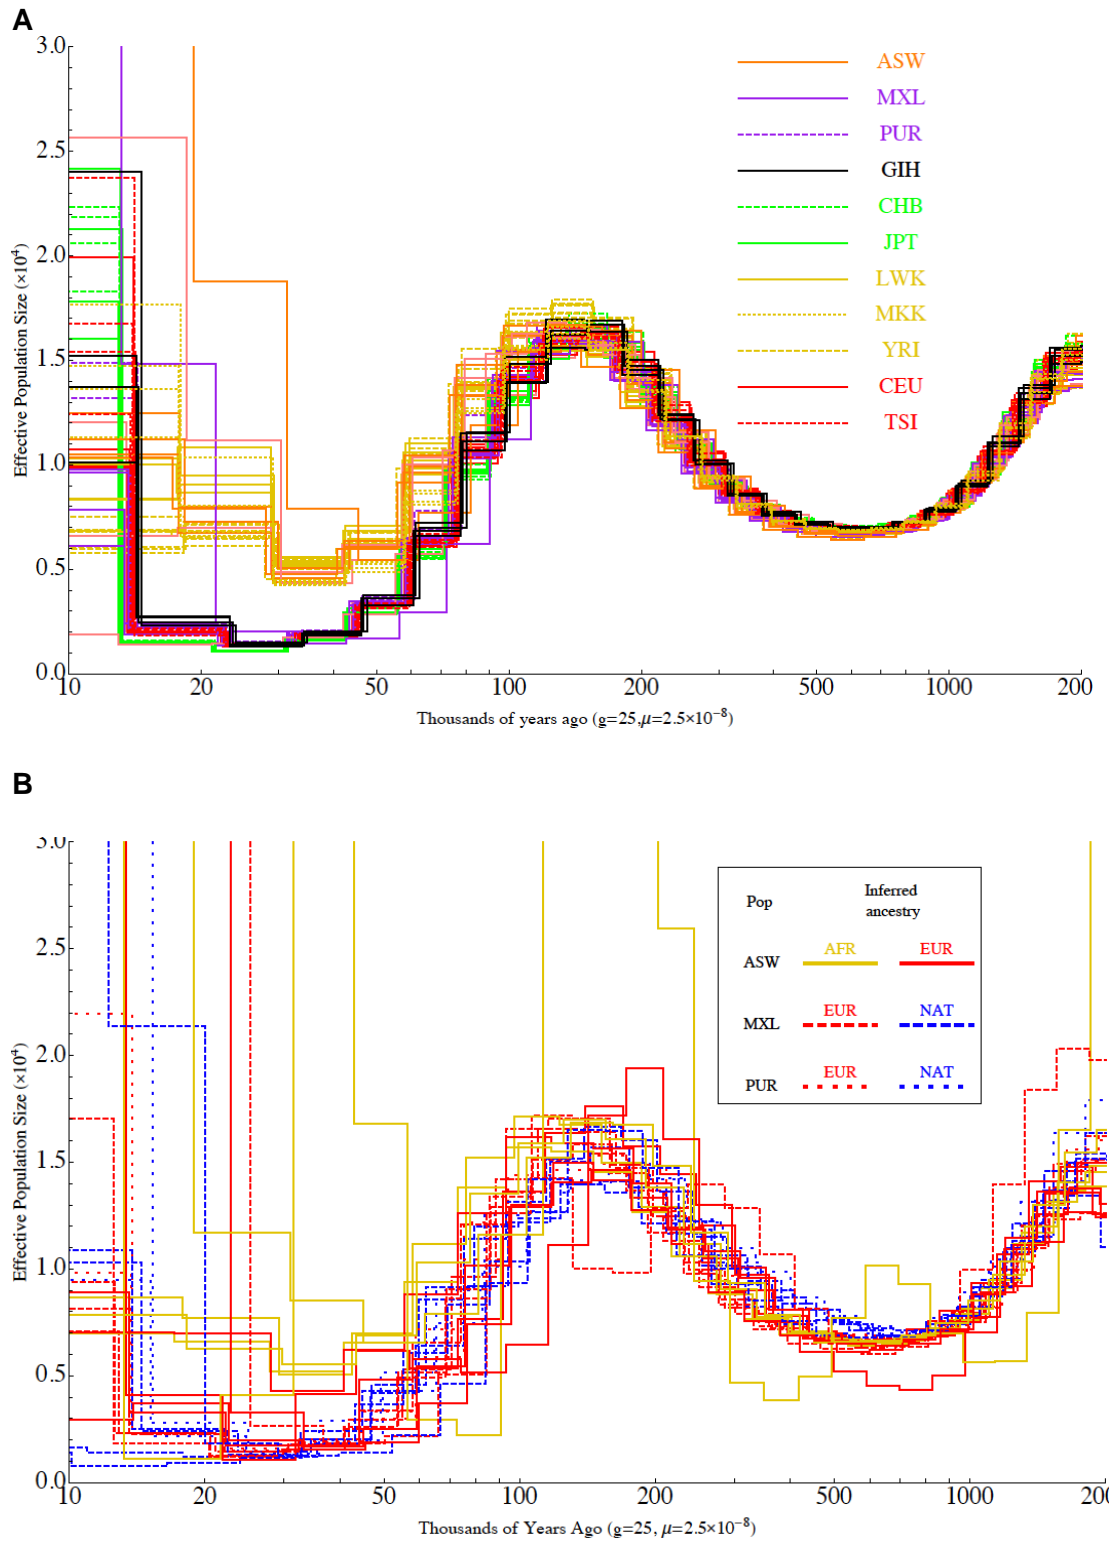 A
3.0
2.5
2.0
1.5
1.0
0.5
0.0
Effective Population Size (×10⁴)
ASW
MXL
PUR
GIH
CHB
JPT
LWK
MKK
YRI
CEU
TSI
10 20 50 100 200 500 1000 200
Thousands of years ago (g=25,μ=2.5×10⁻⁸)
B
3.0
2.5
2.0
1.5
1.0
0.5
0.0
Effective Population Size (×10⁴)
Pop Inferred
ancestry
ASW AFR EUR
MXL EUR NAT
PUR EUR NAT
10 20 50 100 200 500 1000 200
Thousands of Years Ago (g=25, μ=2.5×10⁻⁸)